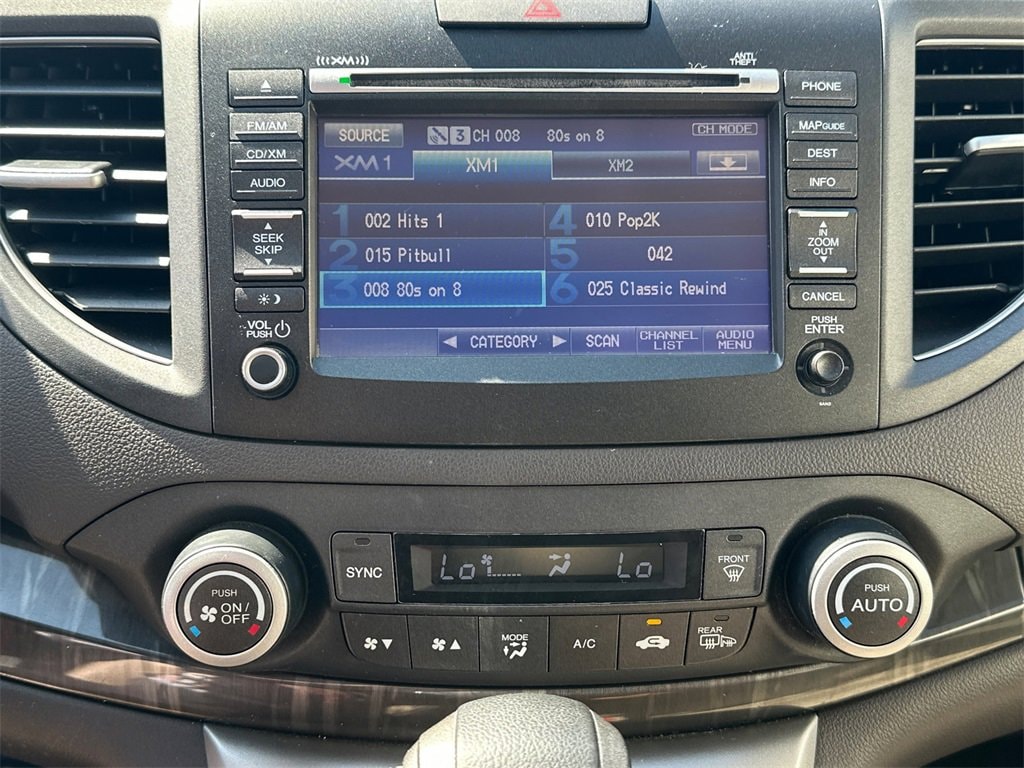 (((XM)))
ANTI
THEFT
FM/AM
CD/XM
AUDIO
SEEK
SKIP
VOL
PUSH
SOURCE
3 CH 008 80s on 8
CH MODE
XM1
XM1
XM2
1 002 Hits 1
4 010 Pop2K
2 015 Pitbull
5 042
3 008 80s on 8
6 025 Classic Rewind
◄ CATEGORY ►
SCAN
CHANNEL
LIST
AUDIO
MENU
PHONE
MAP GUIDE
DEST
INFO
IN
ZOOM
OUT
CANCEL
PUSH
ENTER
PUSH
ON/
OFF
SYNC
Lo
Lo
FRONT
MODE
A/C
REAR
PUSH
AUTO